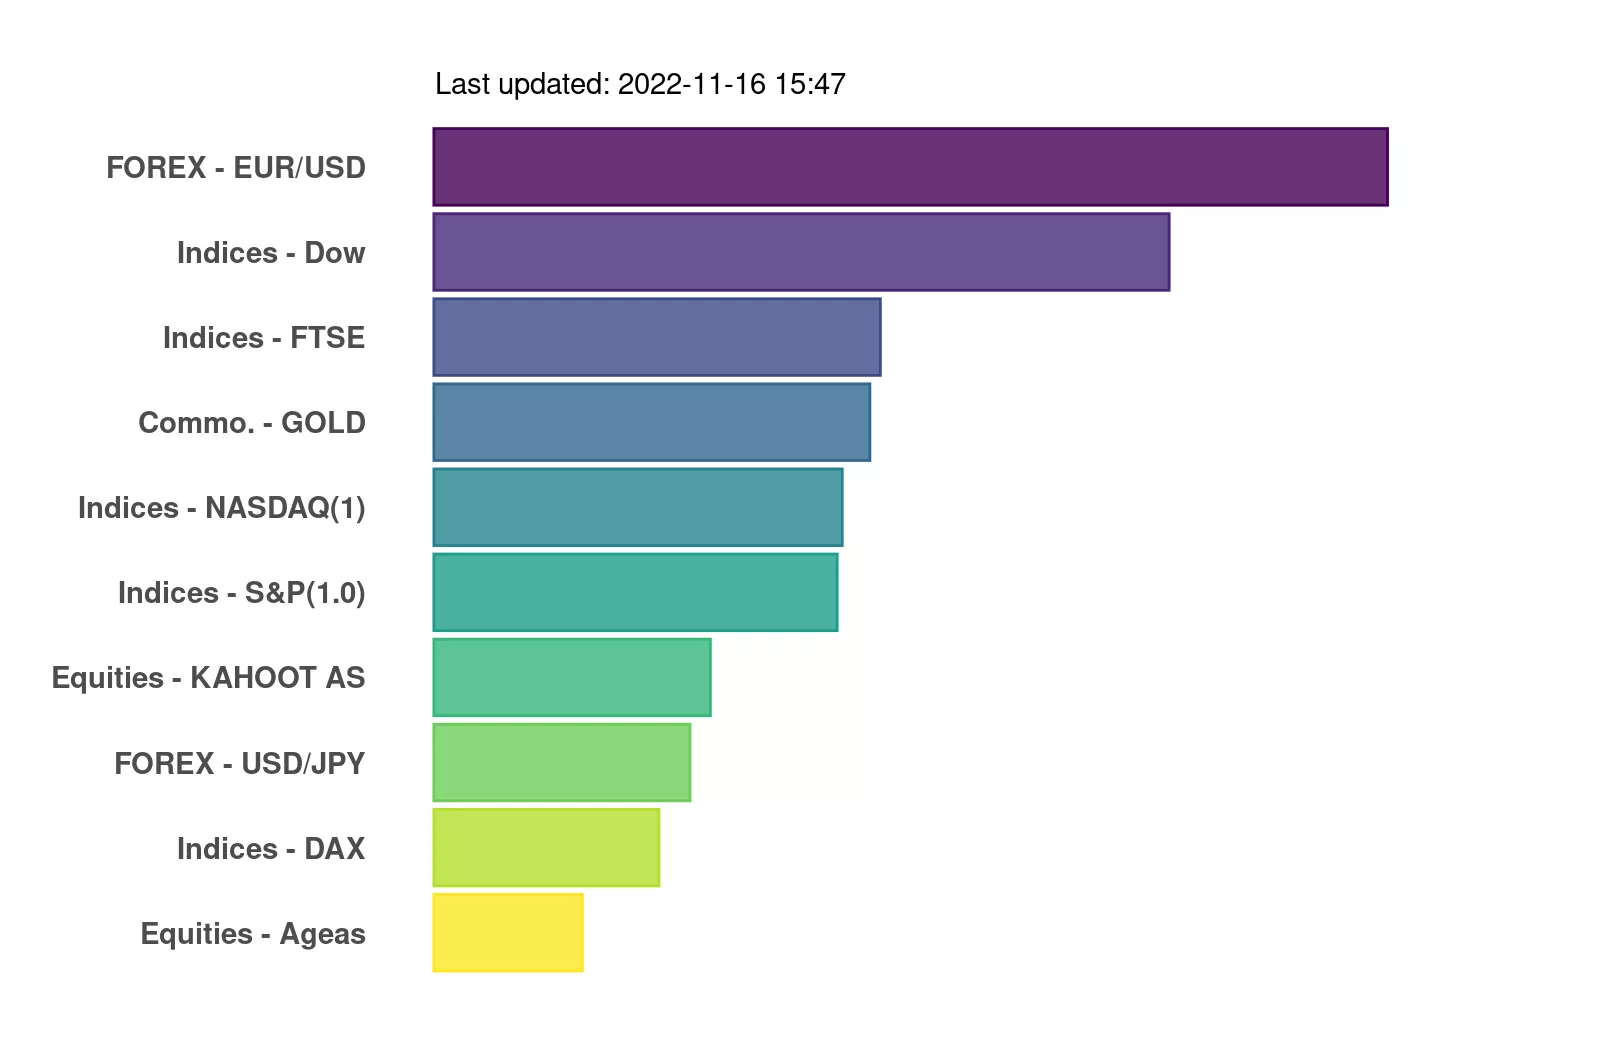 Last updated: 2022-11-16 15:47
FOREX - EUR/USD
Indices - Dow
Indices - FTSE
Commo. - GOLD
Indices - NASDAQ(1)
Indices - S&P(1.0)
Equities - KAHOOT AS
FOREX - USD/JPY
Indices - DAX
Equities - Ageas